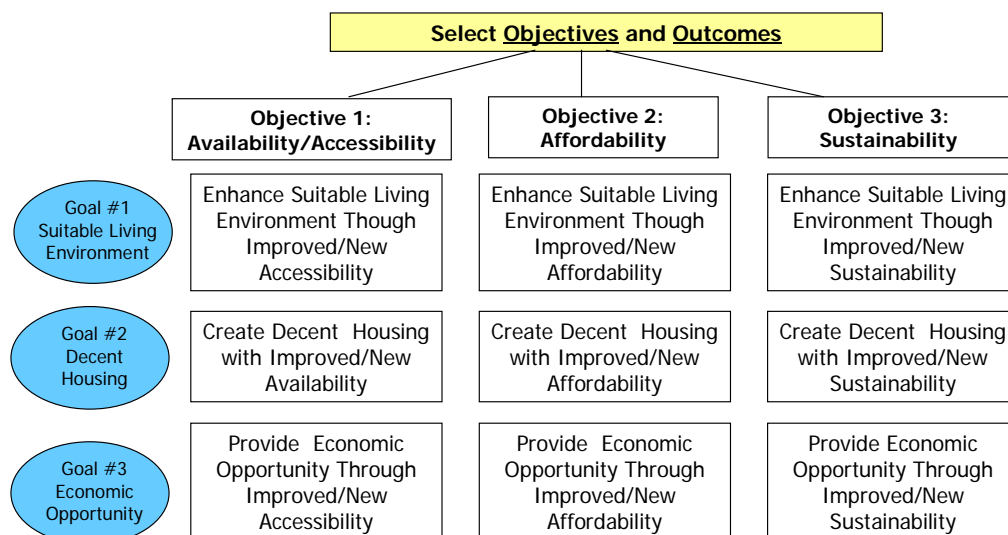 Select Objectives and Outcomes
Objective 1:
Availability/Accessibility
Objective 2:
Affordability
Objective 3:
Sustainability
Goal #1
Suitable Living
Environment
Enhance Suitable Living
Environment Though
Improved/New
Accessibility
Enhance Suitable Living
Environment Though
Improved/New
Affordability
Enhance Suitable Living
Environment Though
Improved/New
Sustainability
Goal #2
Decent
Housing
Create Decent Housing
with Improved/New
Availability
Create Decent Housing
with Improved/New
Affordability
Create Decent Housing
with Improved/New
Sustainability
Goal #3
Economic
Opportunity
Provide Economic
Opportunity Through
Improved/New
Accessibility
Provide Economic
Opportunity Through
Improved/New
Affordability
Provide Economic
Opportunity Through
Improved/New
Sustainability